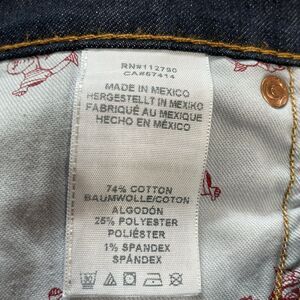 RN#112790
CA#57414
MADE IN MEXICO
HERGESTELLT IN MEXIKO
FABRIQUÉ AU MEXIQUE
HECHO EN MÉXICO
74% COTTON
BAUMWOLLE/COTON
ALGODÓN
25% POLYESTER
POLIÉSTER
1% SPANDEX
SPÁNDEX